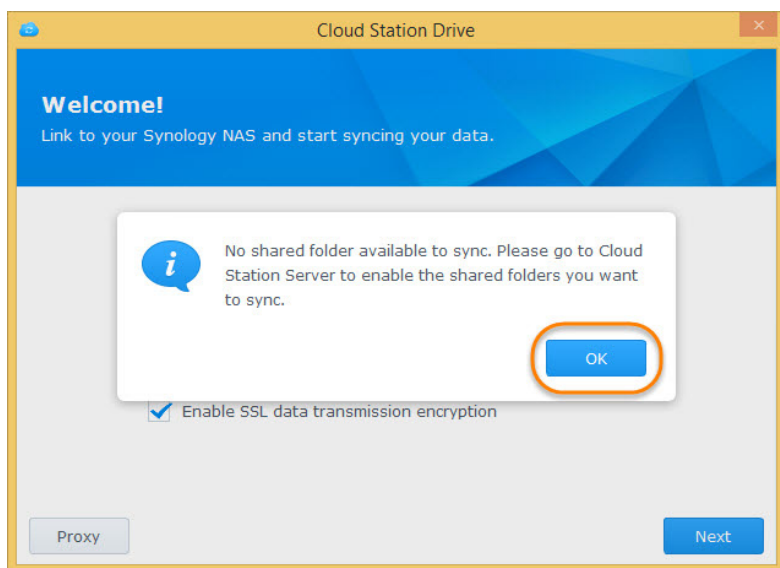 Cloud Station Drive
Welcome!
Link to your Synology NAS and start syncing your data.
i
No shared folder available to sync. Please go to Cloud
Station Server to enable the shared folders you want
to sync.
OK
Enable SSL data transmission encryption
Proxy
Next